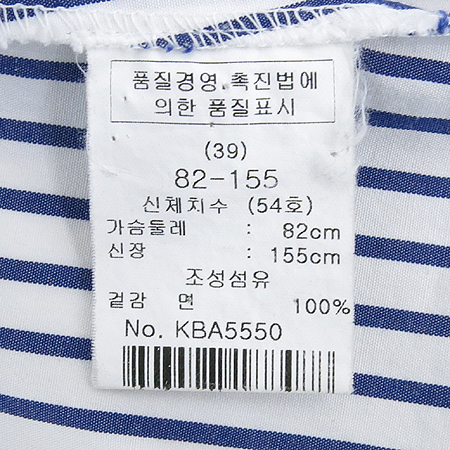 품질경영.촉진법에
의한 품질표시
(39)
82-155
신체치수 (54호)
가슴둘레 : 82cm
신장 : 155cm
조성섬유
겉감 면 100%
No. KBA5550